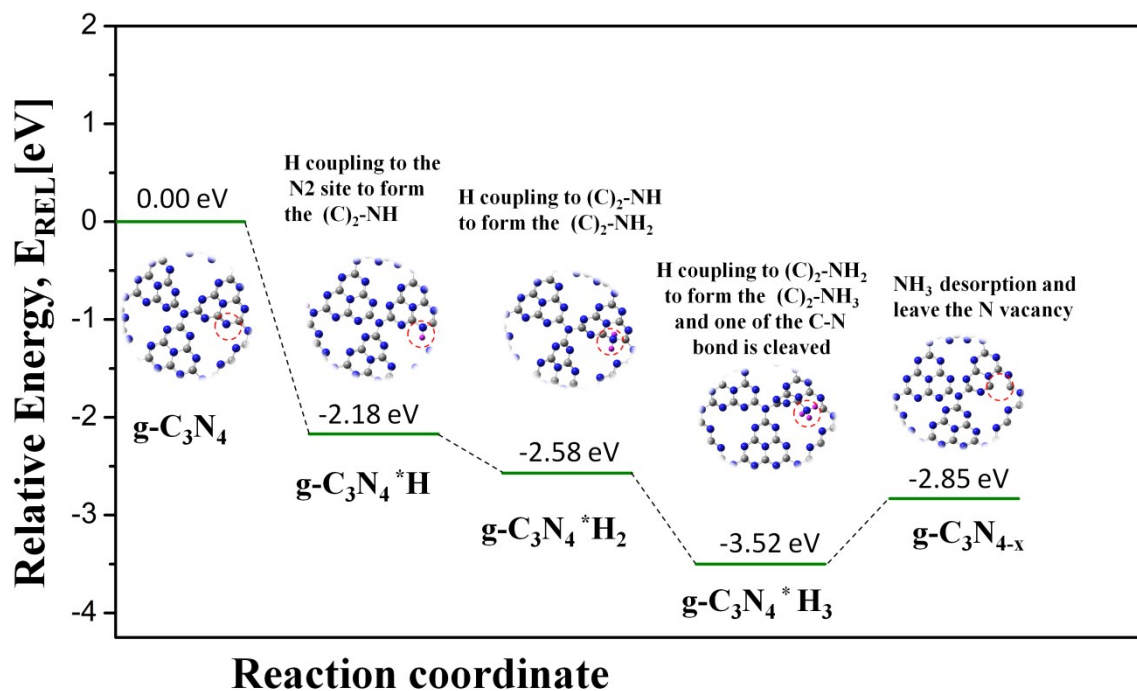 Relative Energy, E_REL[eV]
2
1
0
-1
-2
-3
-4
0.00 eV
g-C₃N₄
H coupling to the
N2 site to form
the (C)₂-NH
-2.18 eV
g-C₃N₄*H
H coupling to (C)₂-NH
to form the (C)₂-NH₂
-2.58 eV
g-C₃N₄*H₂
H coupling to (C)₂-NH₂
to form the (C)₂-NH₃
and one of the C-N
bond is cleaved
-3.52 eV
g-C₃N₄*H₃
NH₃ desorption and
leave the N vacancy
-2.85 eV
g-C₃N₄₋ₓ
Reaction coordinate